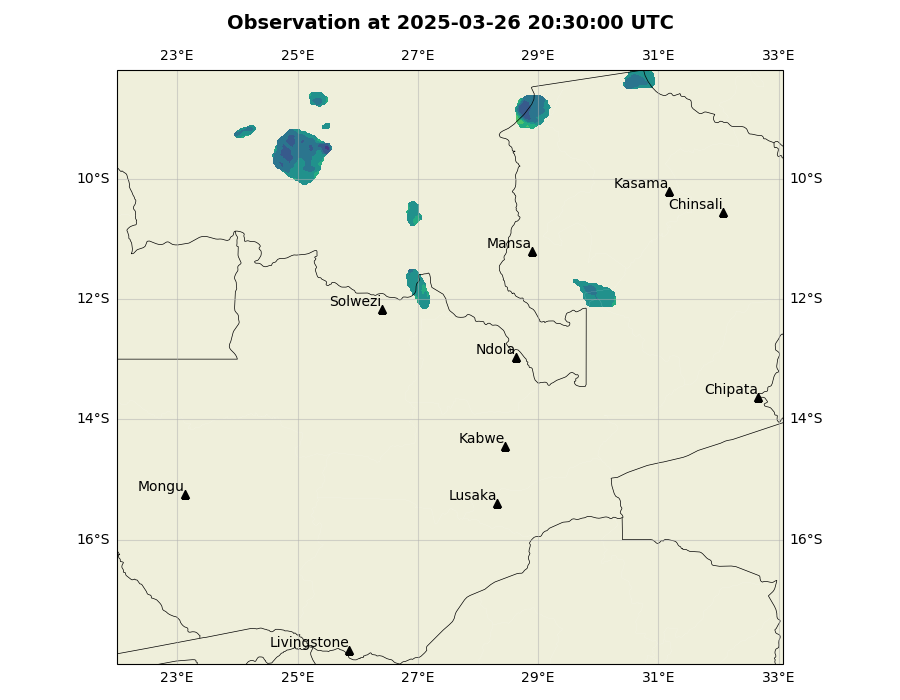 Observation at 2025-03-26 20:30:00 UTC
23°E 25°E 27°E 29°E 31°E 33°E
10°S 10°S
Kasama
Chinsali
Mansa
12°S 12°S
Solwezi
Ndola
Chipata
14°S 14°S
Kabwe
Mongu
Lusaka
16°S 16°S
Livingstone
23°E 25°E 27°E 29°E 31°E 33°E